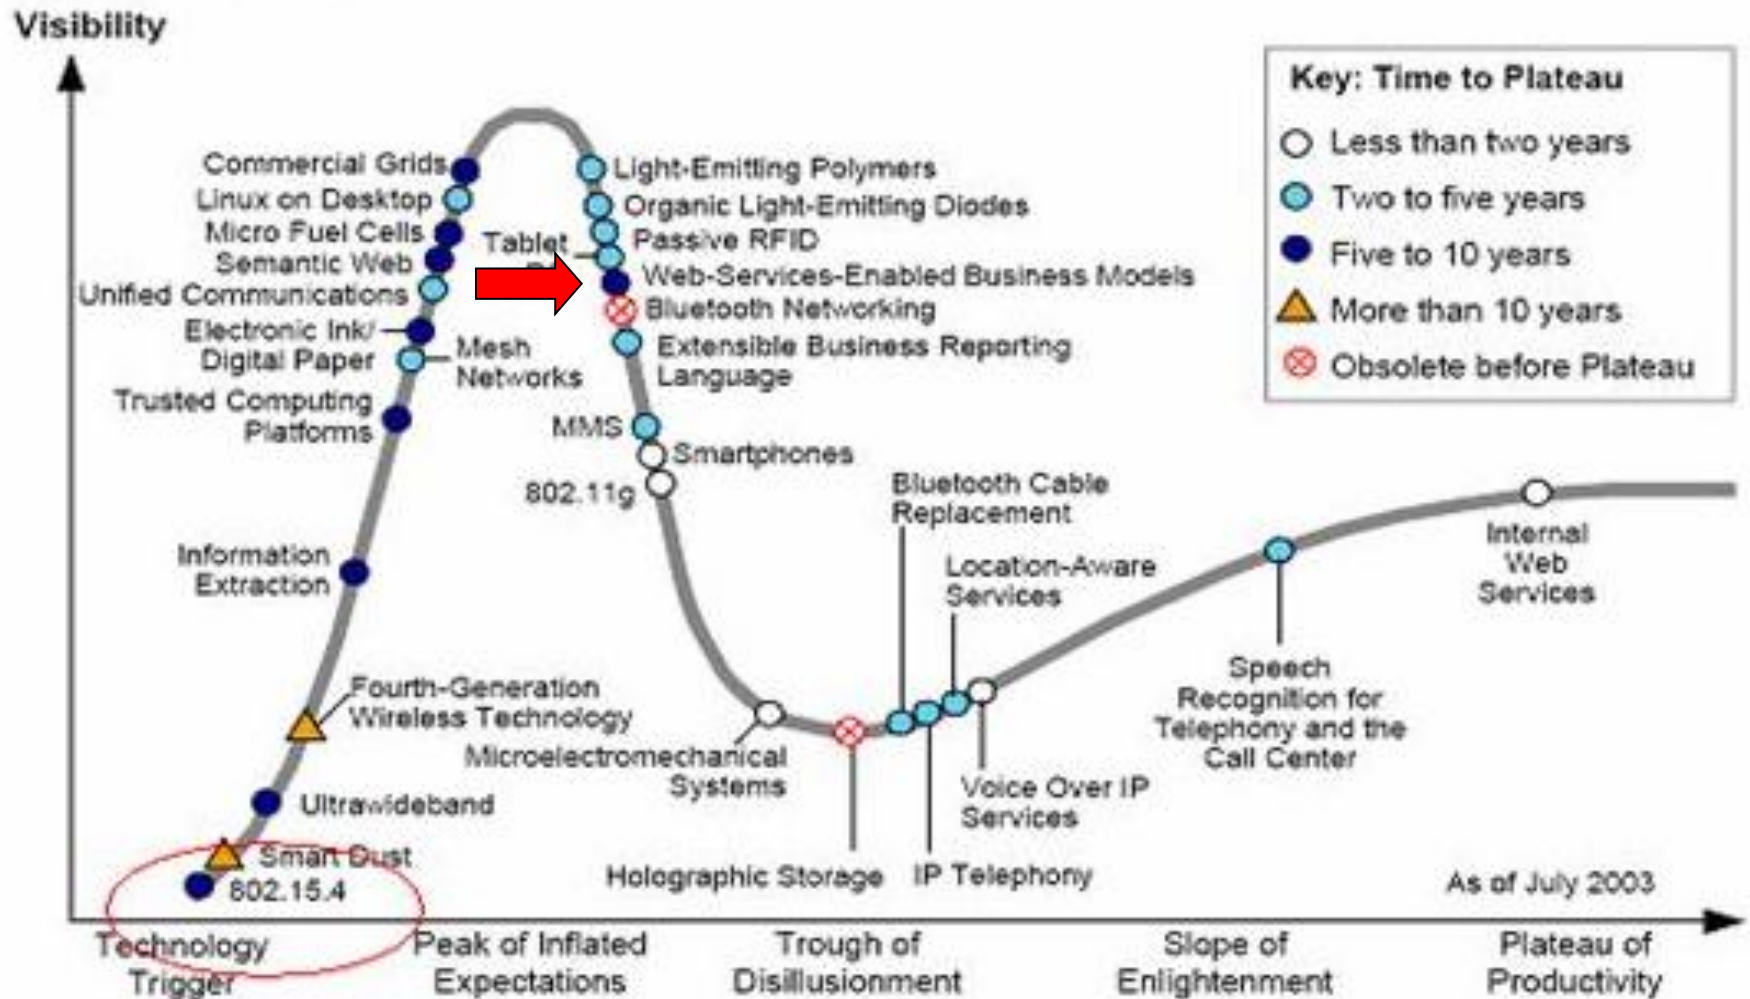 Visibility
Key: Time to Plateau
Less than two years
Two to five years
Five to 10 years
More than 10 years
Obsolete before Plateau
Commercial Grids
Linux on Desktop
Micro Fuel Cells
Semantic Web
Unified Communications
Electronic Ink/
Digital Paper
Mesh
Networks
Trusted Computing
Platforms
Information
Extraction
Fourth-Generation
Wireless Technology
Ultrawideband
Smart Dust
802.15.4
Light-Emitting Polymers
Organic Light-Emitting Diodes
Passive RFID
Tablet
Web-Services-Enabled Business Models
Bluetooth Networking
Extensible Business Reporting
Language
MMS
Smartphones
802.11g
Microelectromechanical
Systems
Holographic Storage
Bluetooth Cable
Replacement
IP Telephony
Location-Aware
Services
Voice Over IP
Services
Speech
Recognition for
Telephony and the
Call Center
Internal
Web
Services
As of July 2003
Technology
Trigger
Peak of Inflated
Expectations
Trough of
Disillusionment
Slope of
Enlightenment
Plateau of
Productivity